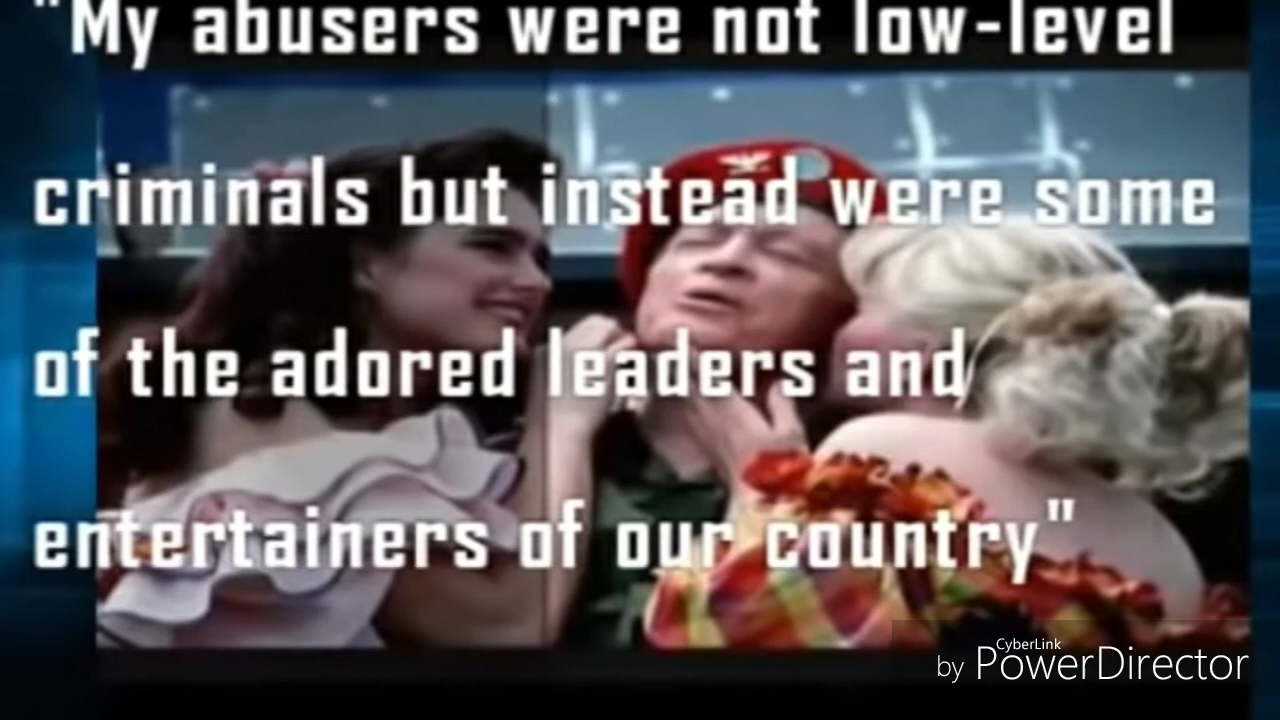 "My abusers were not low-level
criminals but instead were some
of the adored leaders and
entertainers of our country"
CyberLink
by PowerDirector